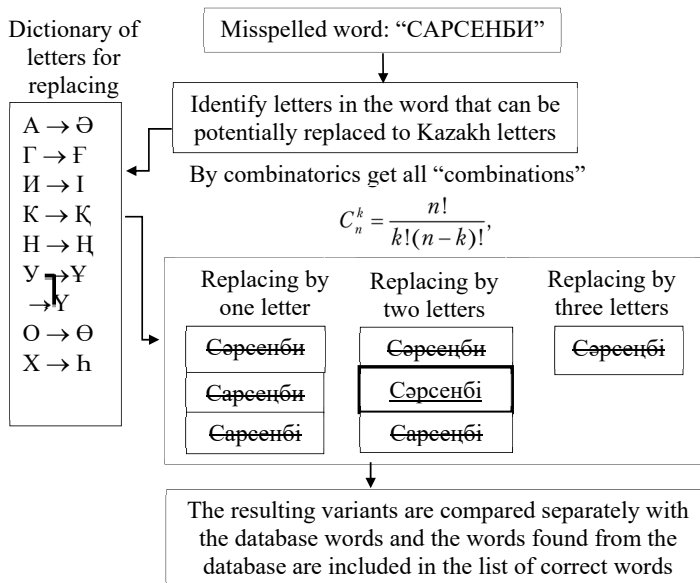 Dictionary of
letters for
replacing
А → Ә
Г → Ғ
И → І
К → Қ
Н → Ң
У → Ұ
→ Ү
О → Ө
Х → һ
Misspelled word: “САРСЕНБИ”
Identify letters in the word that can be
potentially replaced to Kazakh letters
By combinatorics get all “combinations”
C_n^k = n! / k!(n − k)! ,
Replacing by
one letter
Сәрсенби
Сарсеңби
Сарсенбі
Replacing by
two letters
Сәрсеңби
Сәрсенбі
Сарсеңбі
Replacing by
three letters
Сәрсеңбі
The resulting variants are compared separately with
the database words and the words found from the
database are included in the list of correct words